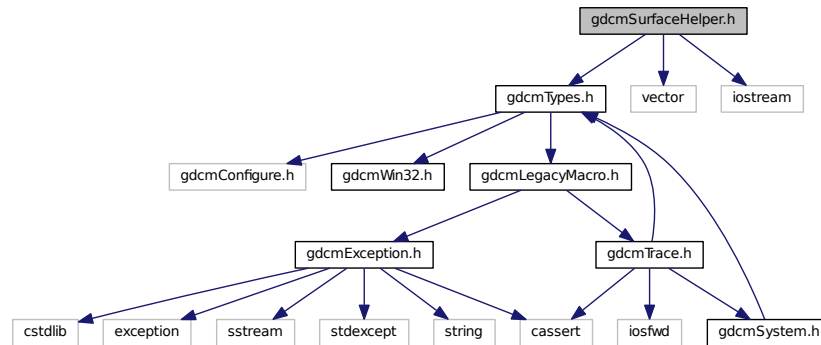 gdcmSurfaceHelper.h
gdcmTypes.h
vector
iostream
gdcmConfigure.h
gdcmWin32.h
gdcmLegacyMacro.h
gdcmException.h
gdcmTrace.h
cstdlib
exception
sstream
stdexcept
string
cassert
iosfwd
gdcmSystem.h